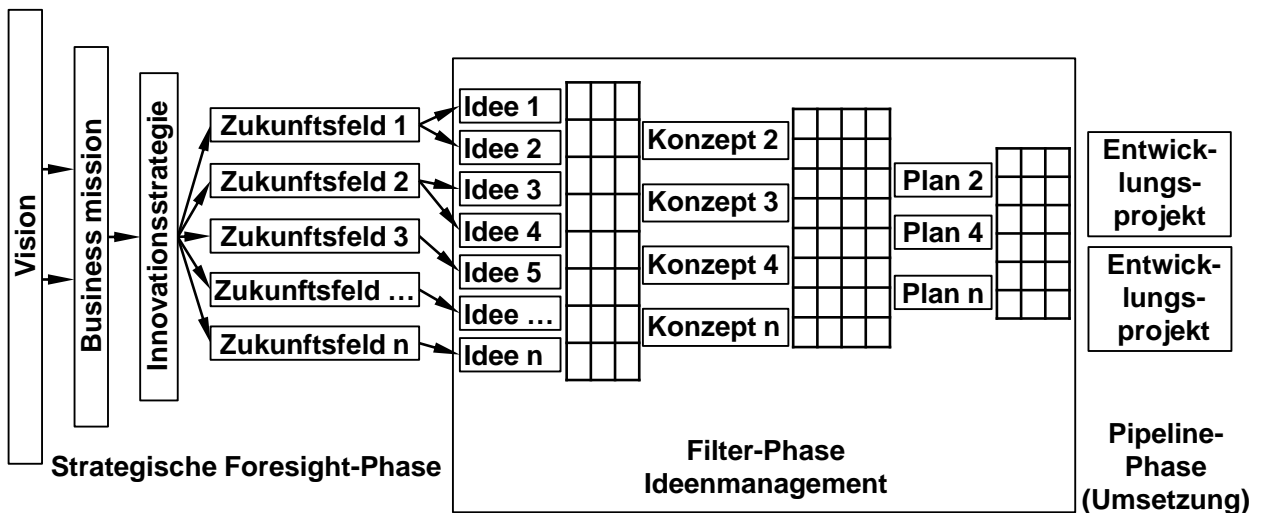 Vision
Business mission
Innovationsstrategie
Zukunftsfeld 1
Zukunftsfeld 2
Zukunftsfeld 3
Zukunftsfeld ...
Zukunftsfeld n
Idee 1
Idee 2
Idee 3
Idee 4
Idee 5
Idee ...
Idee n
Konzept 2
Konzept 3
Konzept 4
Konzept n
Plan 2
Plan 4
Plan n
Entwick-
lungs-
projekt
Entwick-
lungs-
projekt
Strategische Foresight-Phase
Filter-Phase
Ideenmanagement
Pipeline-
Phase
(Umsetzung)